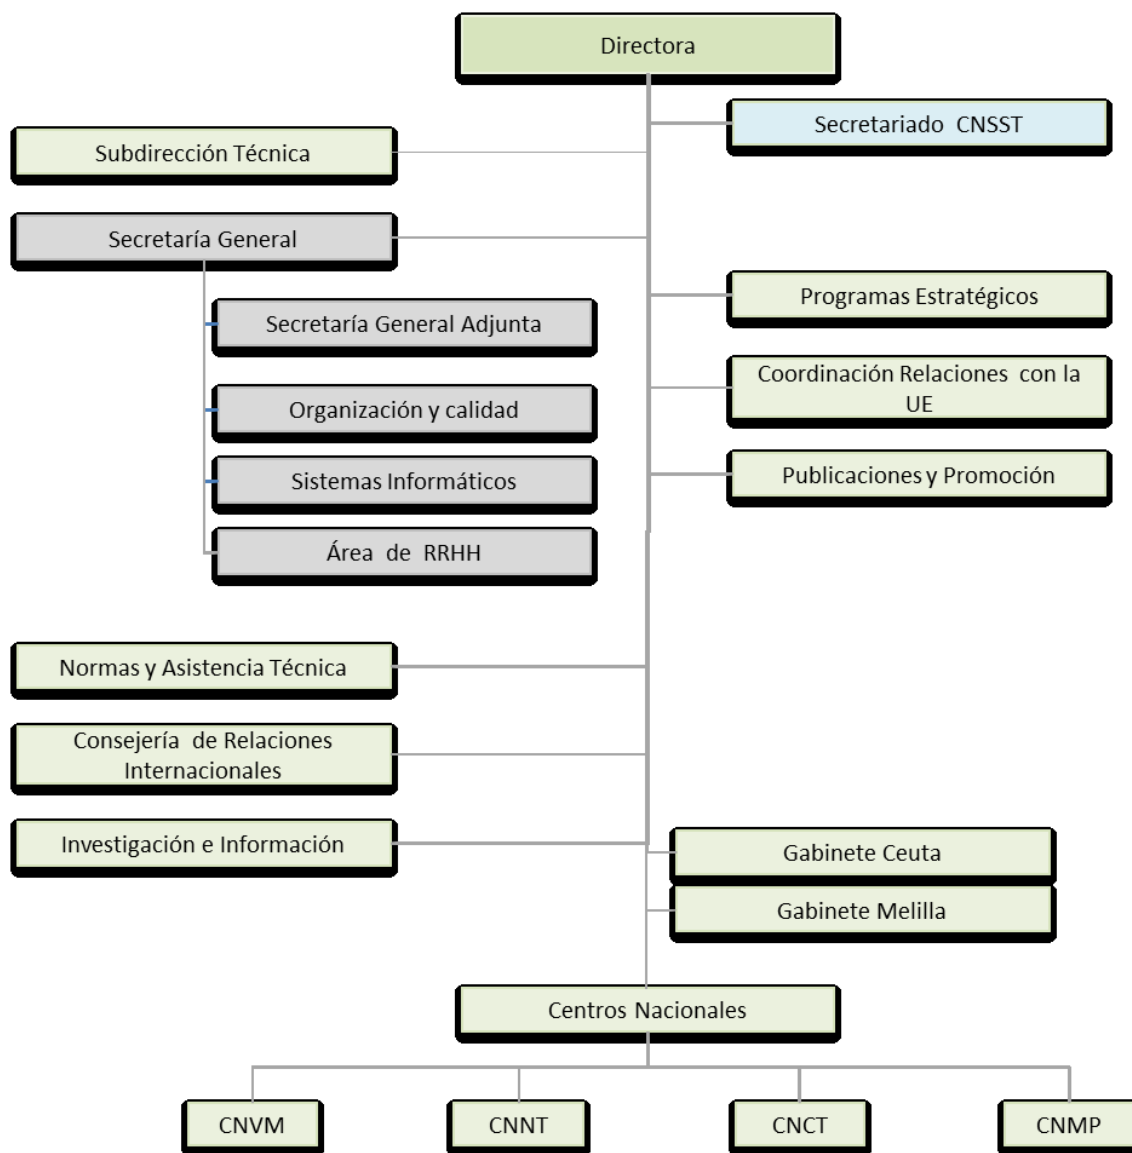 Directora
Secretariado CNSST
Subdirección Técnica
Secretaría General
Secretaría General Adjunta
Organización y calidad
Sistemas Informáticos
Área de RRHH
Programas Estratégicos
Coordinación Relaciones con la
UE
Publicaciones y Promoción
Normas y Asistencia Técnica
Consejería de Relaciones
Internacionales
Investigación e Información
Gabinete Ceuta
Gabinete Melilla
Centros Nacionales
CNVM
CNNT
CNCT
CNMP